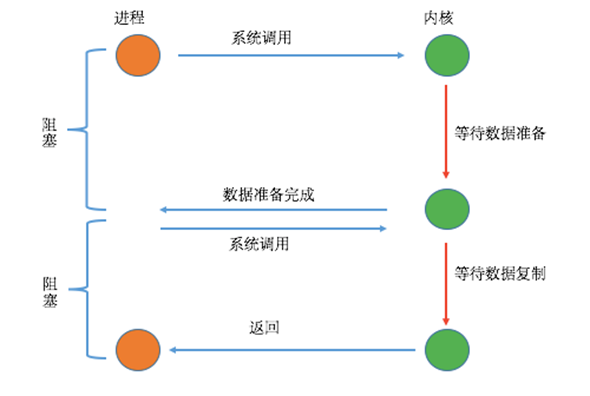 进程
内核
系统调用
阻塞
等待数据准备
数据准备完成
系统调用
阻塞
等待数据复制
返回